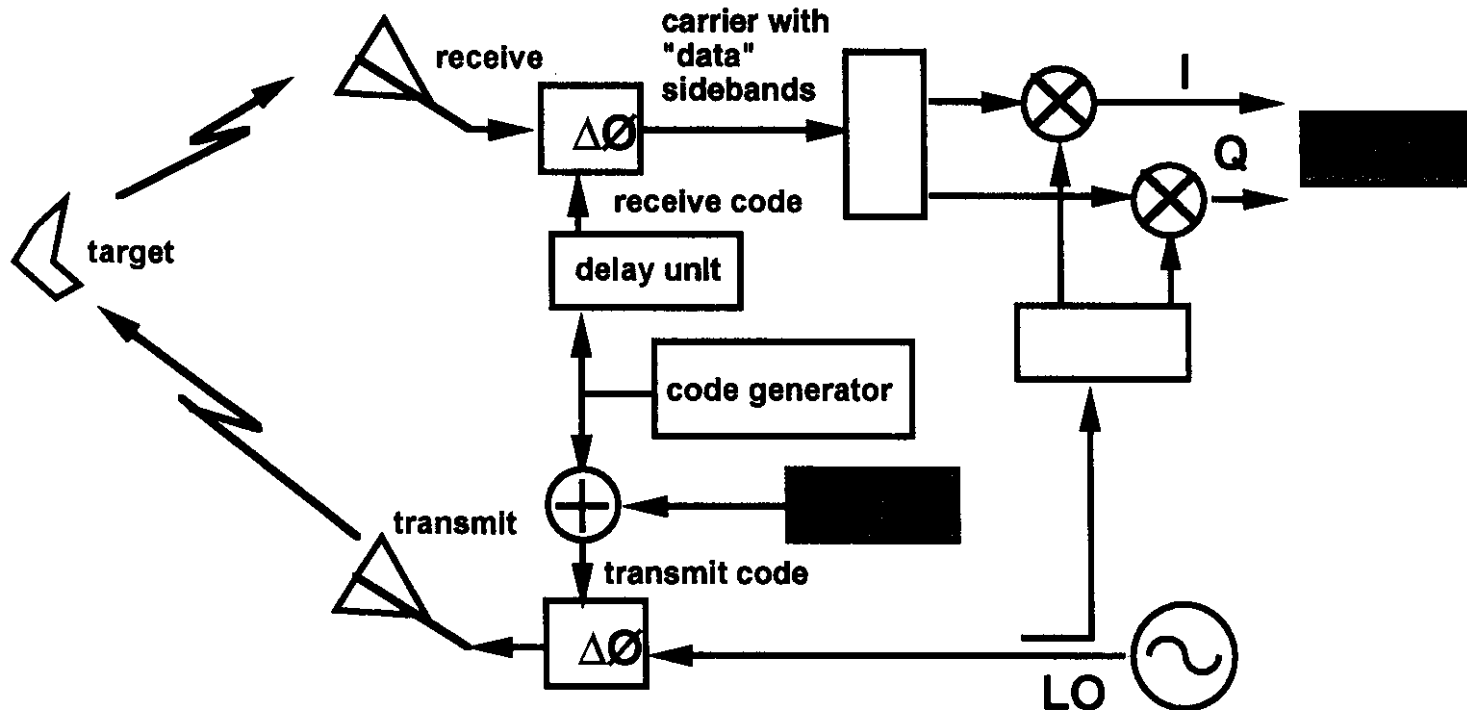 carrier with
"data"
sidebands
receive
I
ΔØ
Q
receive code
target
delay unit
code generator
transmit
transmit code
ΔØ
LO